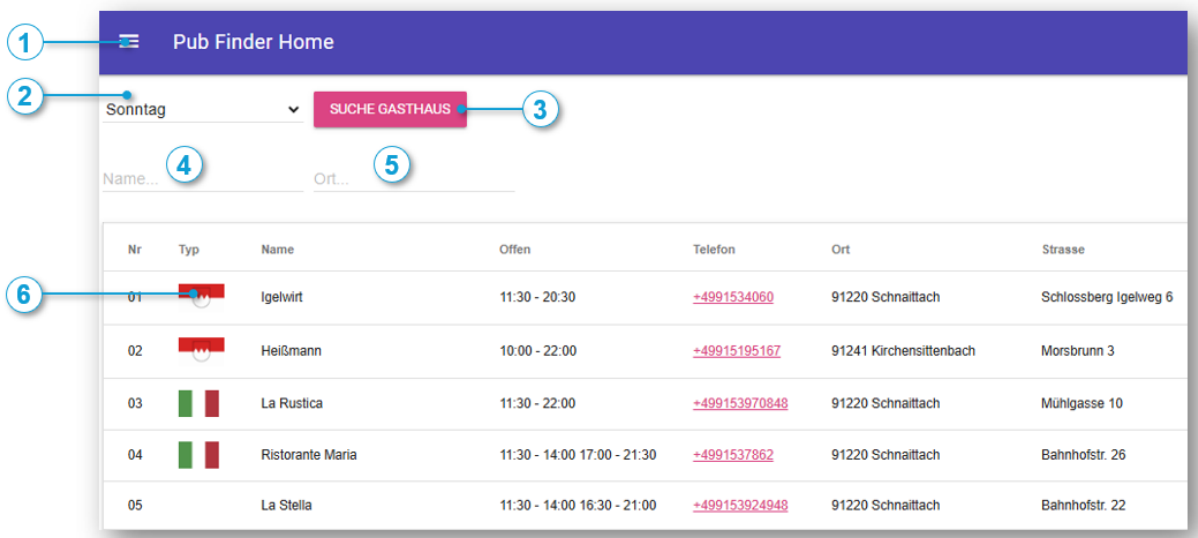 1
Pub Finder Home
2
Sonntag
SUCHE GASTHAUS
3
4
5
Name...
Ort...
Nr Typ Name Offen Telefon Ort Strasse
6
01 Igelwirt 11:30 - 20:30 +4991534060 91220 Schnaittach Schlossberg Igelweg 6
02 Heißmann 10:00 - 22:00 +49915195167 91241 Kirchensittenbach Morsbrunn 3
03 La Rustica 11:30 - 22:00 +499153970848 91220 Schnaittach Mühlgasse 10
04 Ristorante Maria 11:30 - 14:00 17:00 - 21:30 +4991537862 91220 Schnaittach Bahnhofstr. 26
05 La Stella 11:30 - 14:00 16:30 - 21:00 +499153924948 91220 Schnaittach Bahnhofstr. 22